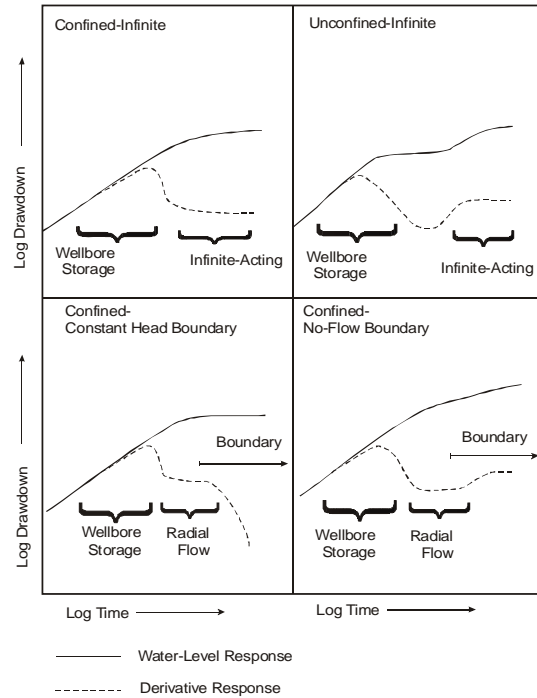 Confined-Infinite
Unconfined-Infinite
Log Drawdown
Wellbore
Storage
Infinite-Acting
Wellbore
Storage
Infinite-Acting
Confined-
Constant Head Boundary
Confined-
No-Flow Boundary
Log Drawdown
Boundary
Wellbore
Storage
Radial
Flow
Boundary
Wellbore
Storage
Radial
Flow
Log Time
Log Time
Water-Level Response
Derivative Response